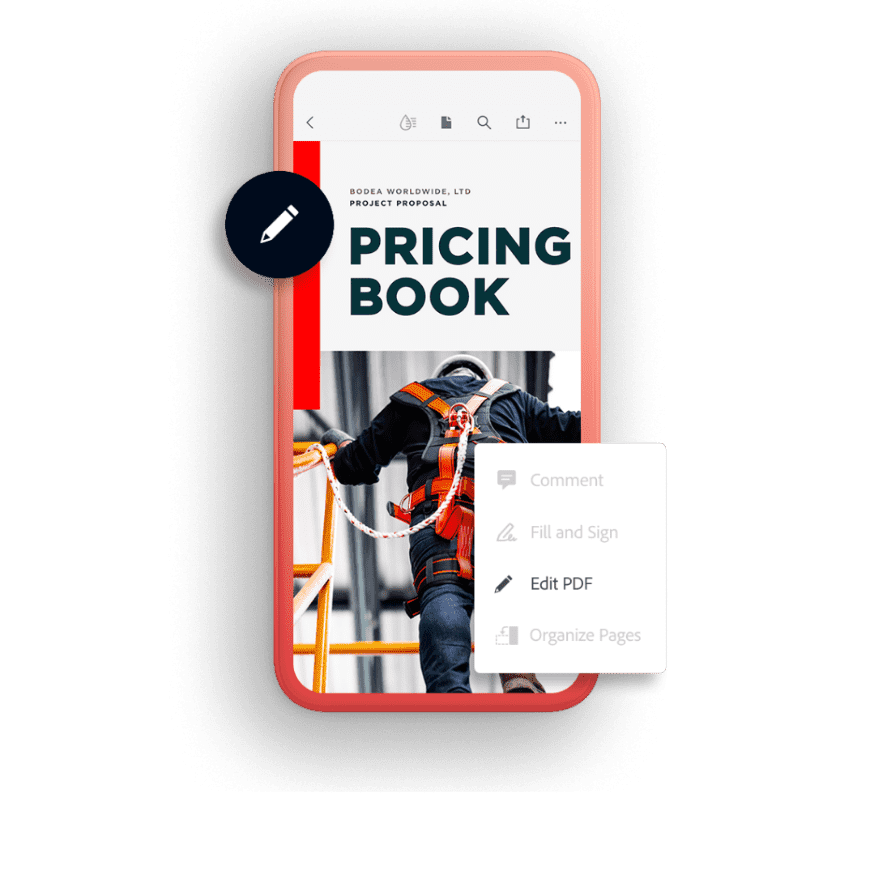 BODEA WORLDWIDE, LTD
PROJECT PROPOSAL
PRICING
BOOK
Comment
Fill and Sign
Edit PDF
Organize Pages